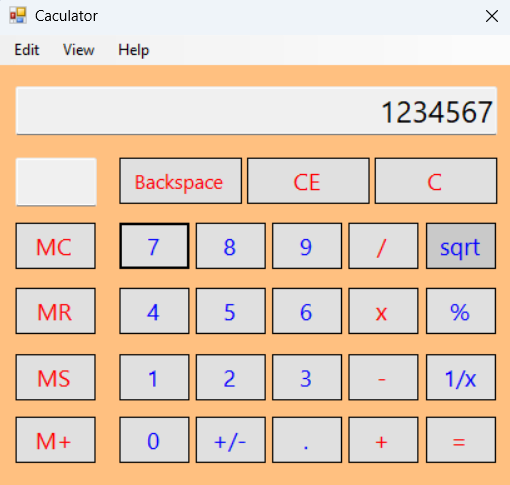 Caculator
Edit View Help
1234567
Backspace CE C
MC 7 8 9 / sqrt
MR 4 5 6 x %
MS 1 2 3 - 1/x
M+ 0 +/- . + =